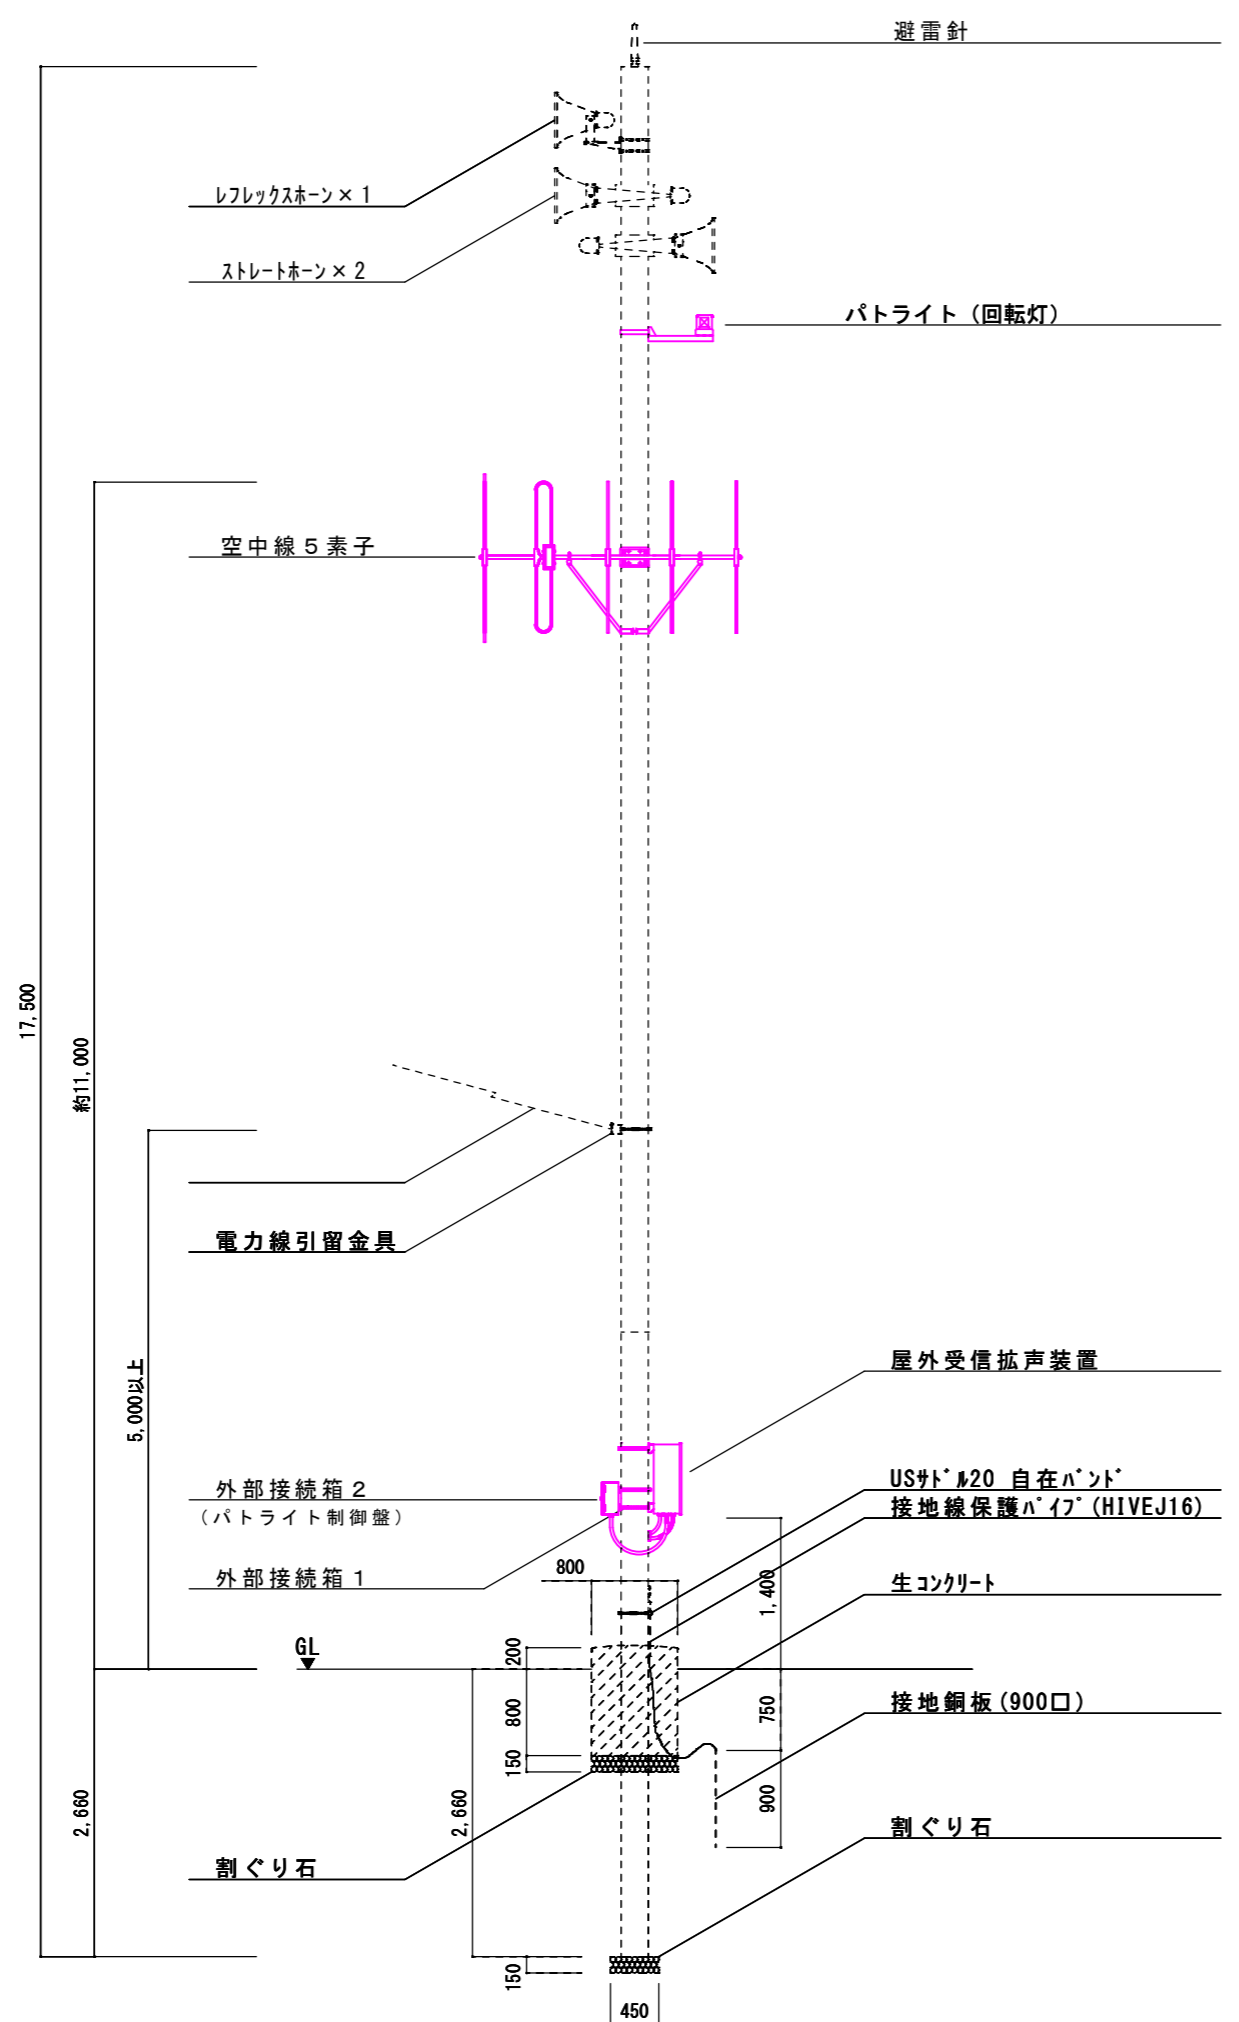 避雷針
レフレックスホーン×1
ストレートホーン×2
パトライト（回転灯）
空中線５素子
17,500
約11,000
電力線引留金具
5,000以上
屋外受信拡声装置
外部接続箱２
（パトライト制御盤）
USｻﾄﾞﾙ20 自在ﾊﾞﾝﾄﾞ
接地線保護ﾊﾟｲﾌﾟ(HIVEJ16)
外部接続箱１
800
1,400
生コンクリート
GL
200
800
150
750
接地銅板(900口)
900
2,660
2,660
割ぐり石
割ぐり石
150
450